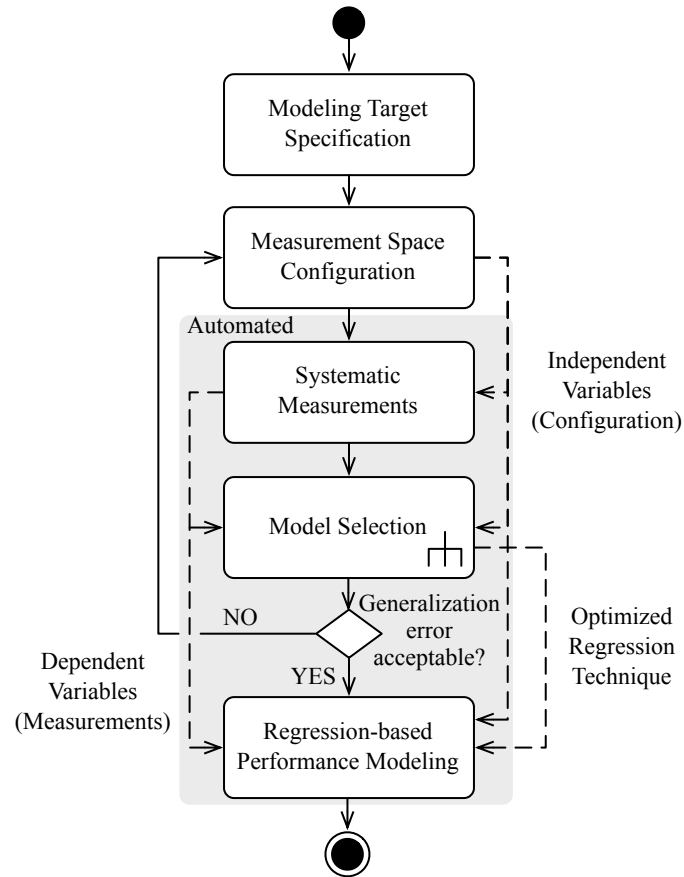 Modeling Target
Specification
Measurement Space
Configuration
Automated
Systematic
Measurements
Independent
Variables
(Configuration)
Model Selection
Generalization
error
acceptable?
NO
YES
Optimized
Regression
Technique
Dependent
Variables
(Measurements)
Regression-based
Performance Modeling